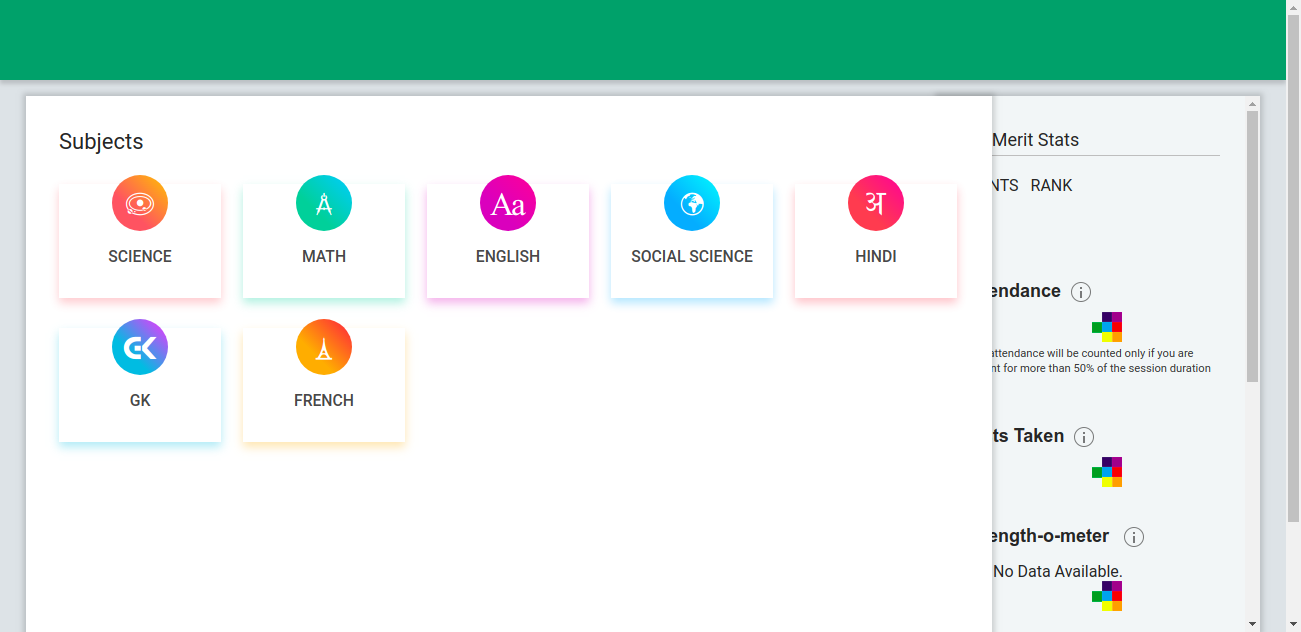 Subjects
Aa
अ
SCIENCE
MATH
ENGLISH
SOCIAL SCIENCE
HINDI
GK
GK
FRENCH
Merit Stats
NTS RANK
endance
attendance will be counted only if you are
nt for more than 50% of the session duration
ts Taken
ength-o-meter
No Data Available.